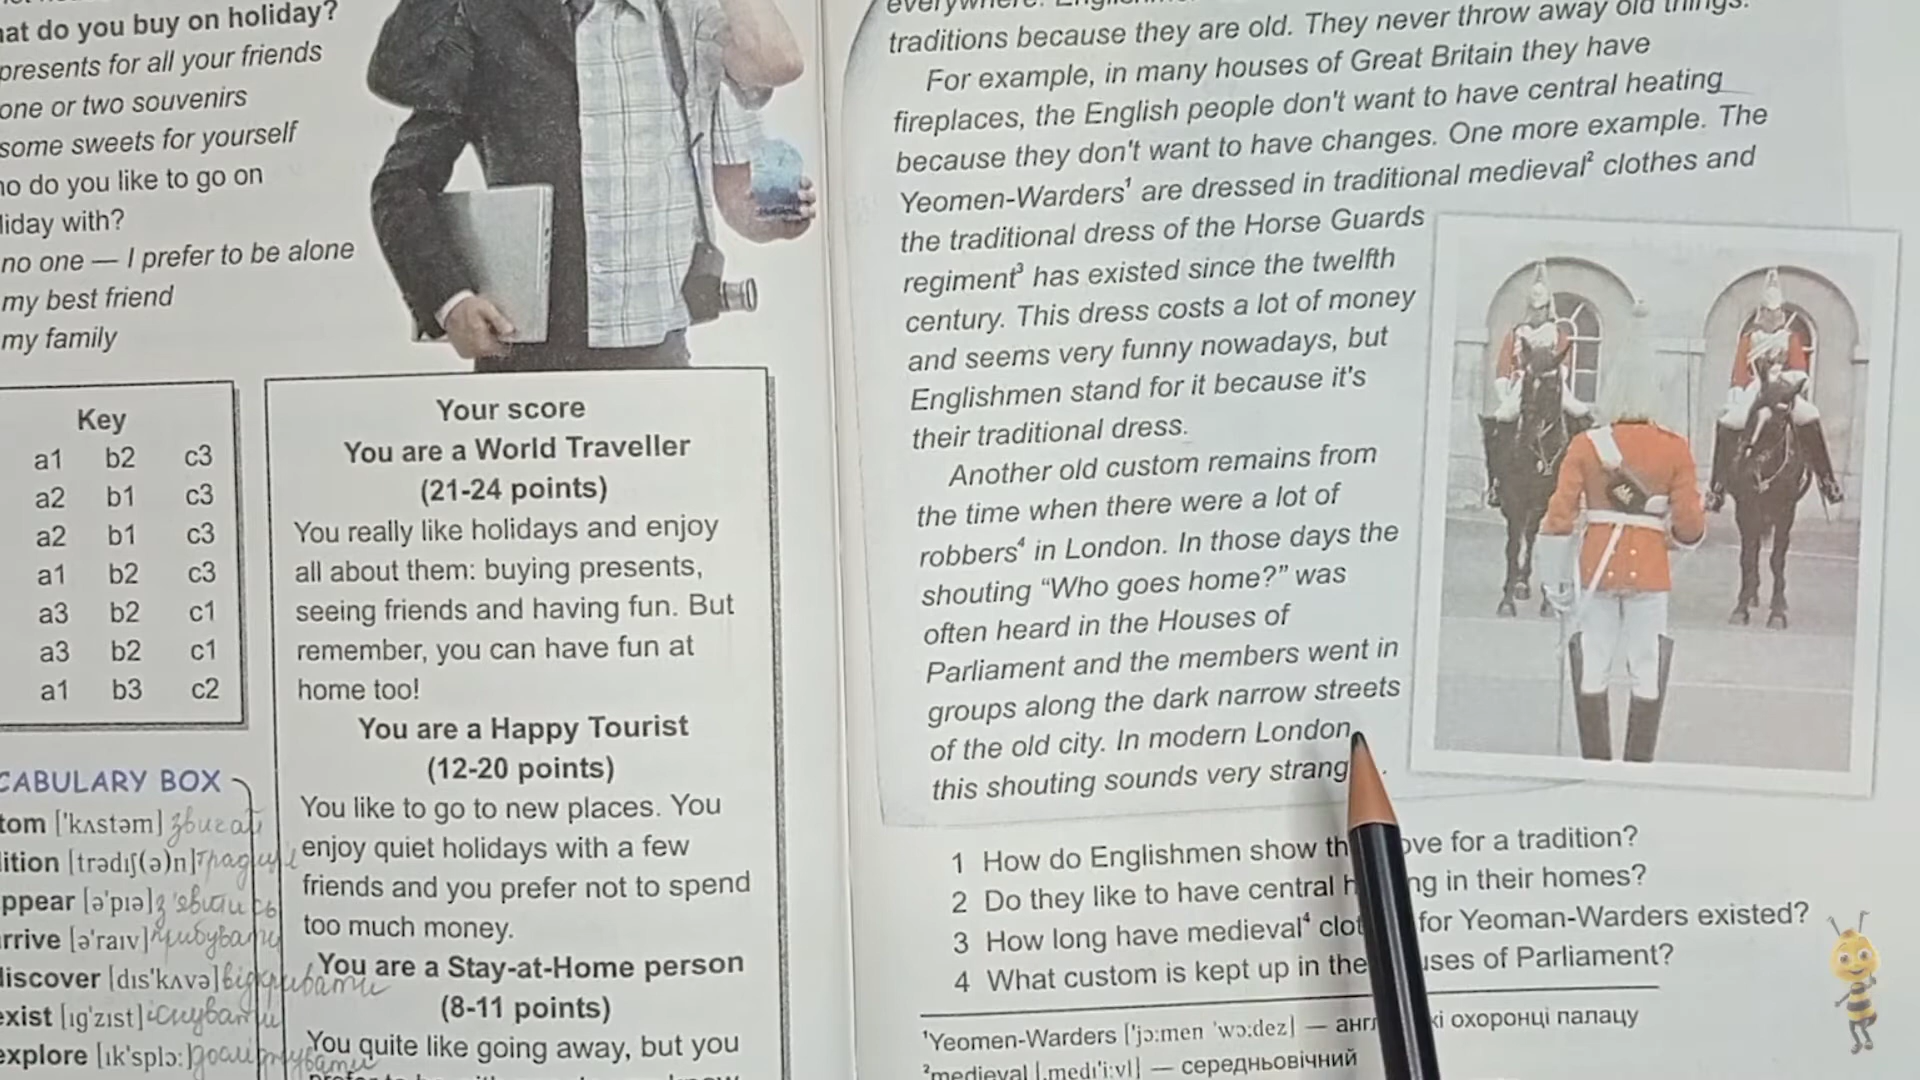 at do you buy on holiday?
presents for all your friends
one or two souvenirs
some sweets for yourself
o do you like to go on
liday with?
no one — I prefer to be alone
my best friend
my family
Key
a1 b2 c3
a2 b1 c3
a2 b1 c3
a1 b2 c3
a3 b2 c1
a3 b2 c1
a1 b3 c2
CABULARY BOX
tom ['kʌstəm] звичай
ition [trədɪʃ(ə)n] традиція
ppear [ə'pɪə] з'явитись
rrive [ə'raɪv] прибувати
discover [dɪs'kʌvə] відкривати
exist [ɪg'zɪst] існувати
explore [ɪk'splɔː]
Your score
You are a World Traveller
(21-24 points)
You really like holidays and enjoy
all about them: buying presents,
seeing friends and having fun. But
remember, you can have fun at
home too!
You are a Happy Tourist
(12-20 points)
You like to go to new places. You
enjoy quiet holidays with a few
friends and you prefer not to spend
too much money.
You are a Stay-at-Home person
(8-11 points)
You quite like going away, but you
traditions because they are old. They never throw away old things.
For example, in many houses of Great Britain they have
fireplaces, the English people don't want to have central heating
because they don't want to have changes. One more example. The
Yeomen-Warders¹ are dressed in traditional medieval² clothes and
the traditional dress of the Horse Guards
regiment³ has existed since the twelfth
century. This dress costs a lot of money
and seems very funny nowadays, but
Englishmen stand for it because it's
their traditional dress.
Another old custom remains from
the time when there were a lot of
robbers⁴ in London. In those days the
shouting “Who goes home?” was
often heard in the Houses of
Parliament and the members went in
groups along the dark narrow streets
of the old city. In modern London
this shouting sounds very strang
1 How do Englishmen show th ove for a tradition?
2 Do they like to have central h ng in their homes?
3 How long have medieval⁴ clot for Yeoman-Warders existed?
4 What custom is kept up in the uses of Parliament?
¹Yeomen-Warders ['jɔːmen 'wɔːdez] — анг кі охоронці палацу
²medieval [ˌmedɪ'iːvl] — середньовічний